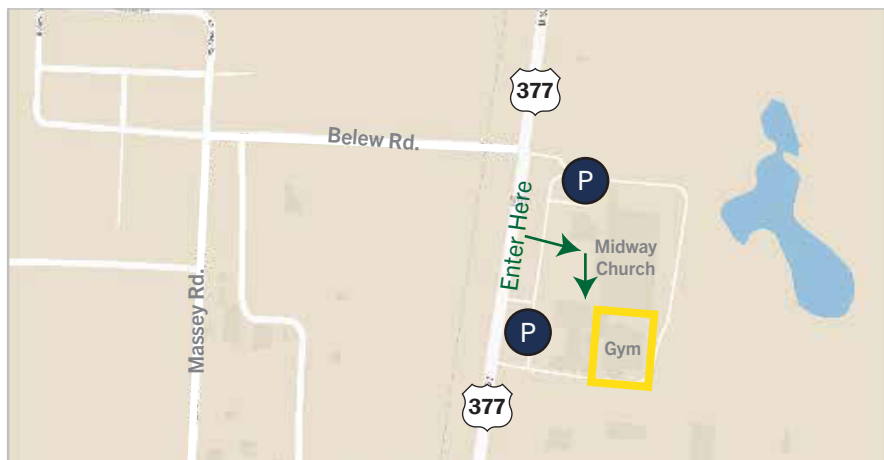 377
Belew Rd.
P
Enter Here
Midway
Church
Massey Rd.
P
Gym
377